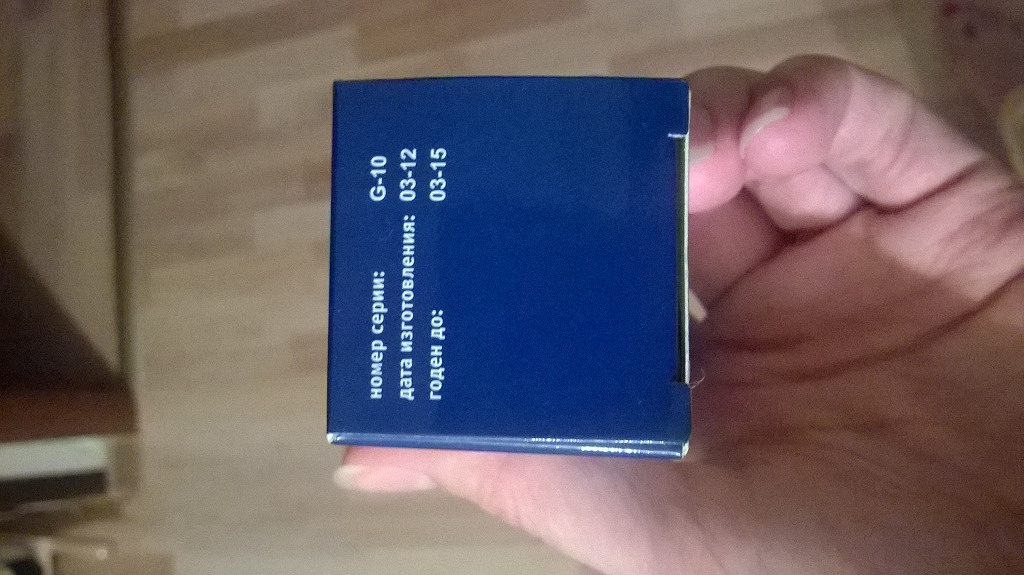 номер серии: G-10
дата изготовления: 03-12
годен до: 03-15